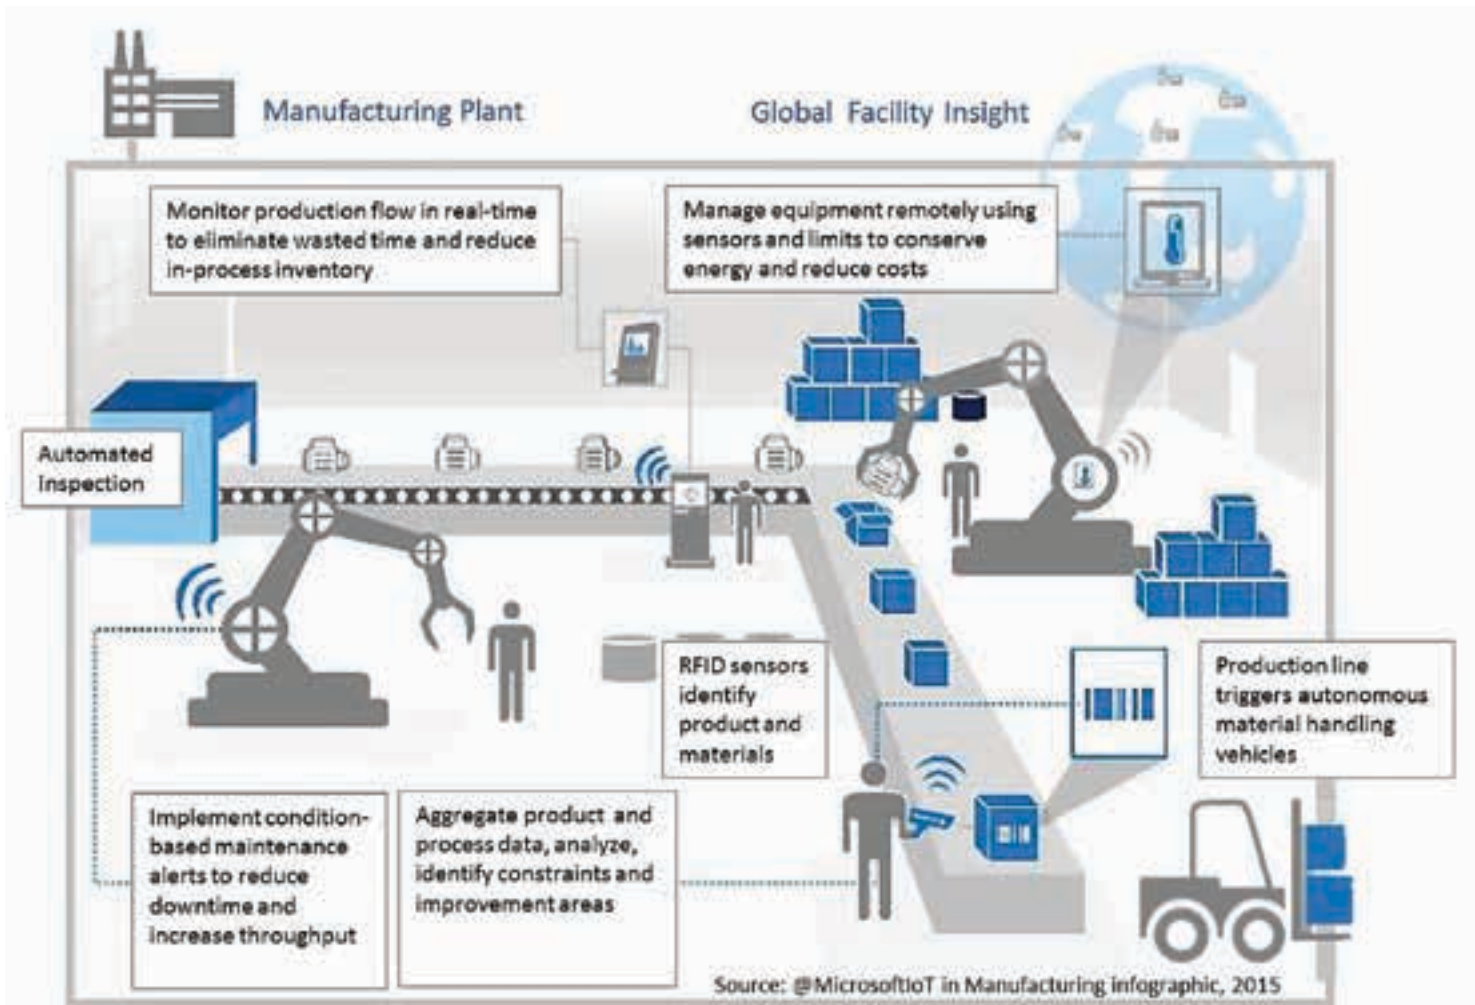 Manufacturing Plant
Global Facility Insight
Monitor production flow in real-time
to eliminate wasted time and reduce
in-process inventory
Manage equipment remotely using
sensors and limits to conserve
energy and reduce costs
Automated
Inspection
RFID sensors
identify
product and
materials
Production line
triggers autonomous
material handling
vehicles
Implement condition-
based maintenance
alerts to reduce
downtime and
increase throughput
Aggregate product and
process data, analyze,
identify constraints and
improvement areas
Source: @MicrosoftIoT in Manufacturing infographic, 2015